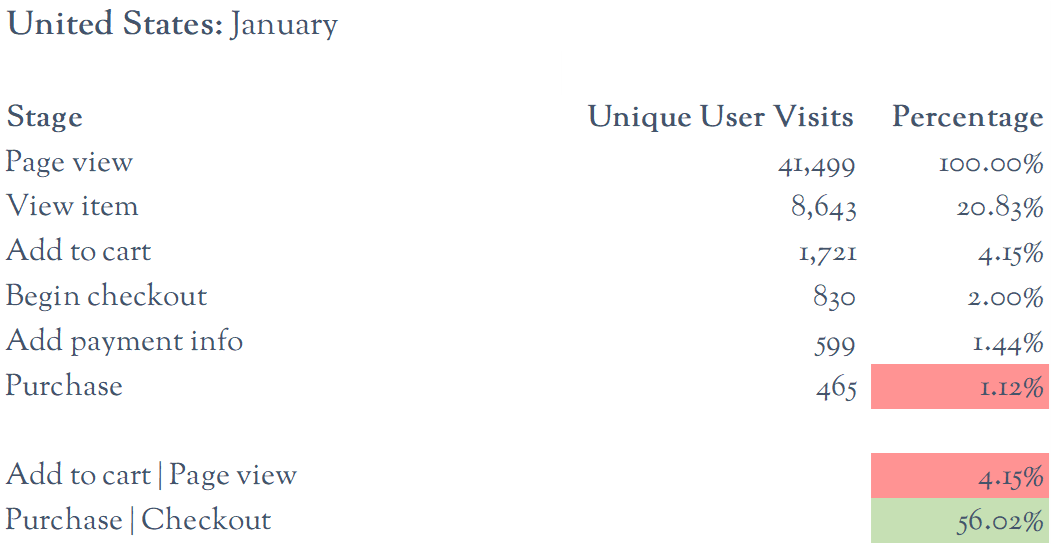 United States: January
Stage Unique User Visits Percentage
Page view 41,499 100.00%
View item 8,643 20.83%
Add to cart 1,721 4.15%
Begin checkout 830 2.00%
Add payment info 599 1.44%
Purchase 465 1.12%
Add to cart | Page view 4.15%
Purchase | Checkout 56.02%